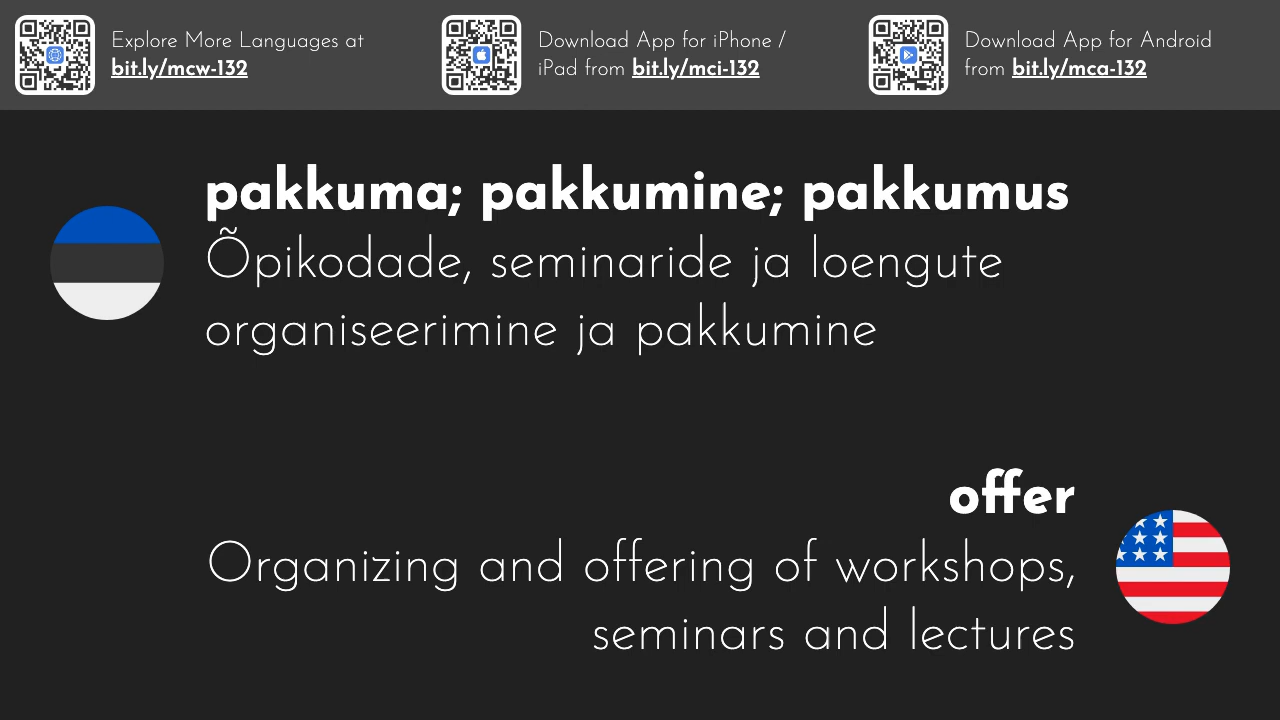 Explore More Languages at
bit.ly/mcw-132
Download App for iPhone /
iPad from bit.ly/mci-132
Download App for Android
from bit.ly/mca-132
pakkuma; pakkumine; pakkumus
Õpikodade, seminaride ja loengute
organiseerimine ja pakkumine
offer
Organizing and offering of workshops,
seminars and lectures